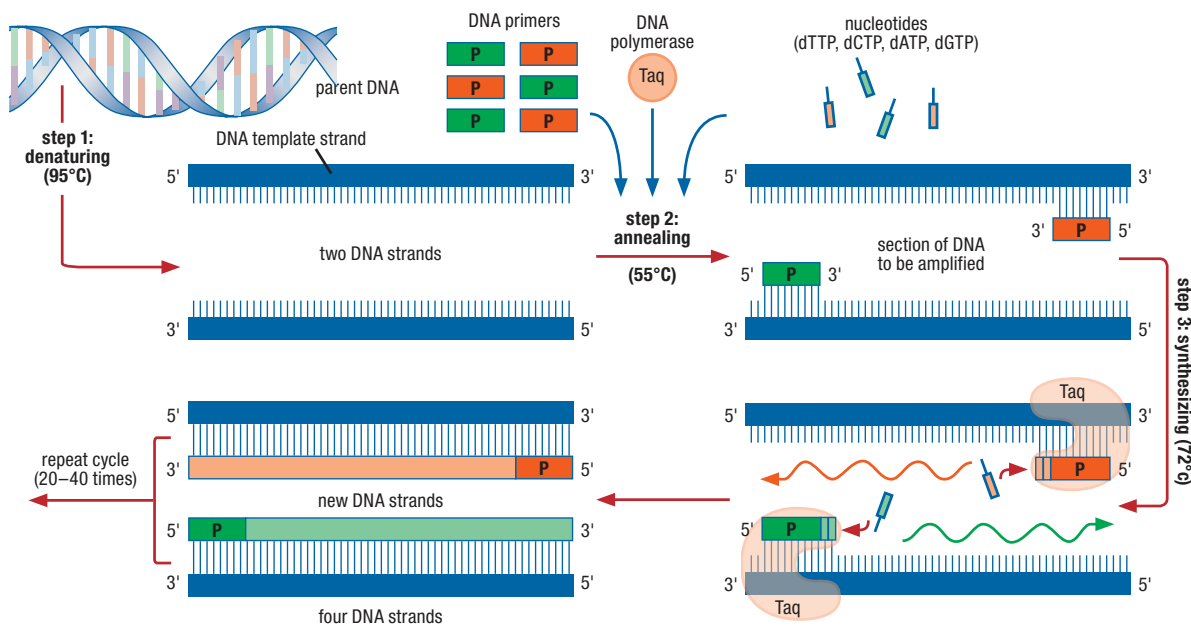 DNA primers
DNA
polymerase
nucleotides
(dTTP, dCTP, dATP, dGTP)
P P
P P
P P
Taq
parent DNA
step 1:
denaturing
(95°C)
DNA template strand
5' 3'
two DNA strands
3' 5'
step 2:
annealing
(55°C)
5' 3'
3' P 5'
section of DNA
to be amplified
5' P 3'
3' 5'
step 3: synthesizing (72°c)
5' Taq 3'
P 5'
5' P
3' Taq 5'
5' 3'
3' P 5'
new DNA strands
5' P 3'
3' 5'
four DNA strands
repeat cycle
(20–40 times)